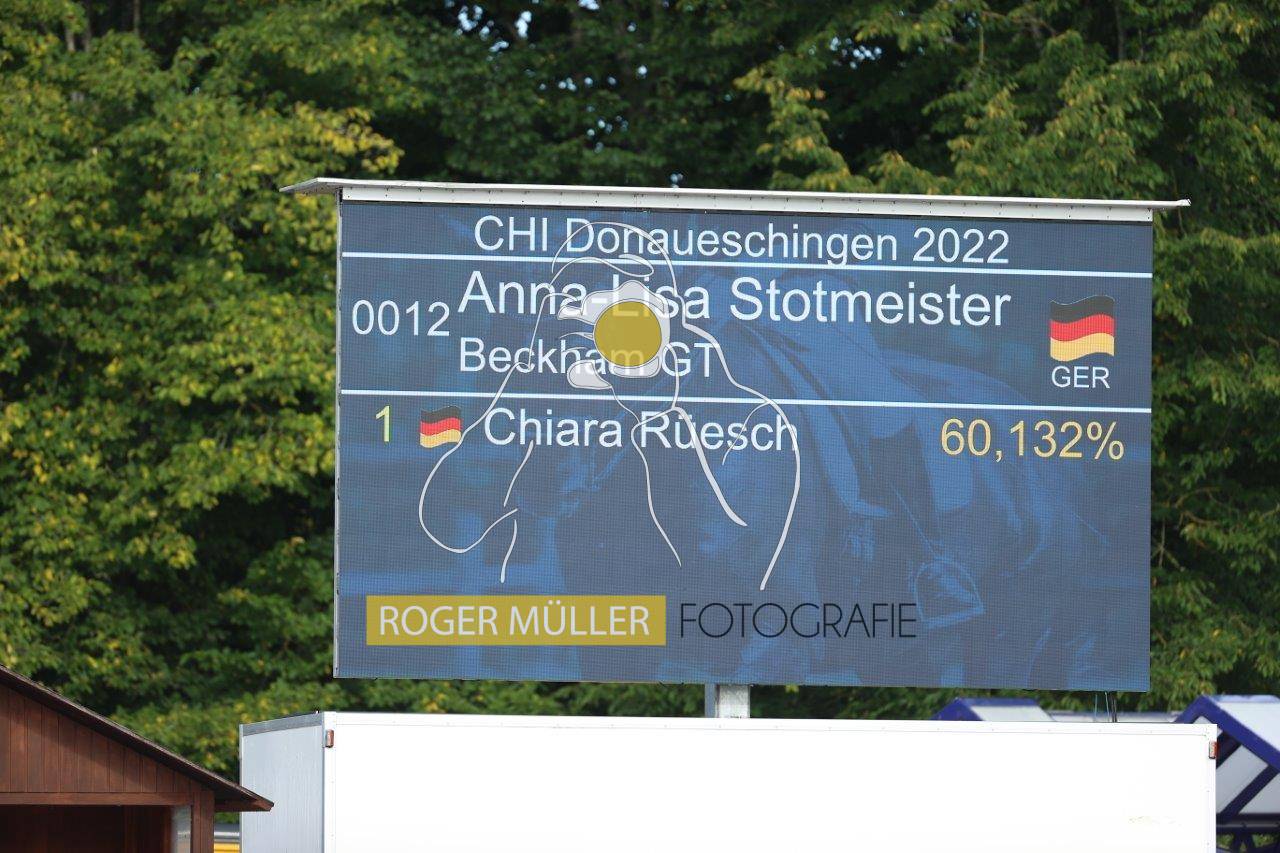 CHI Donaueschingen 2022
0012 Anna-Lisa Stotmeister
Beckham GT
GER
1 Chiara Rüesch 60,132%
ROGER MÜLLER FOTOGRAFIE